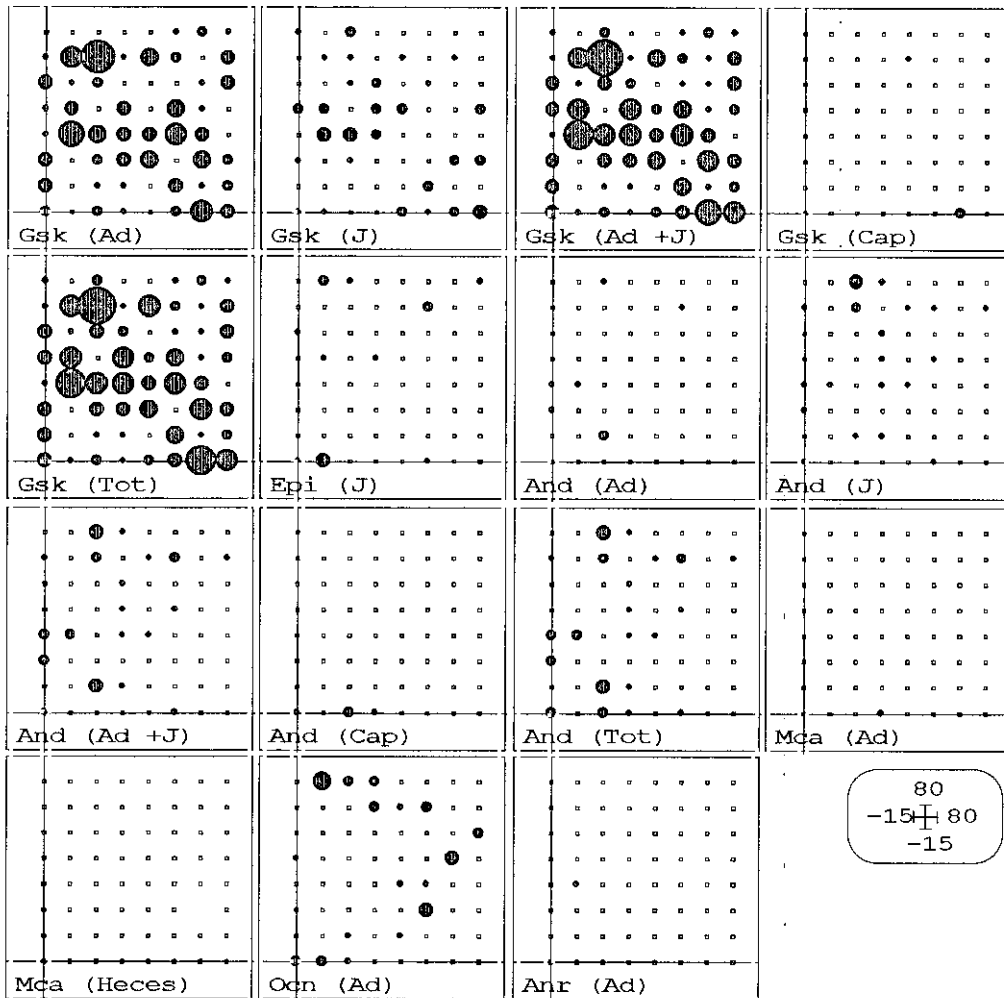 Gsk (Ad)
Gsk (J)
Gsk (Ad +J)
Gsk (Cap)
Gsk (Tot)
Epi (J)
And (Ad)
And (J)
And (Ad +J)
And (Cap)
And (Tot)
Mca (Ad)
80
-15 80
-15
Mca (Heces)
Ocn (Ad)
Anr (Ad)